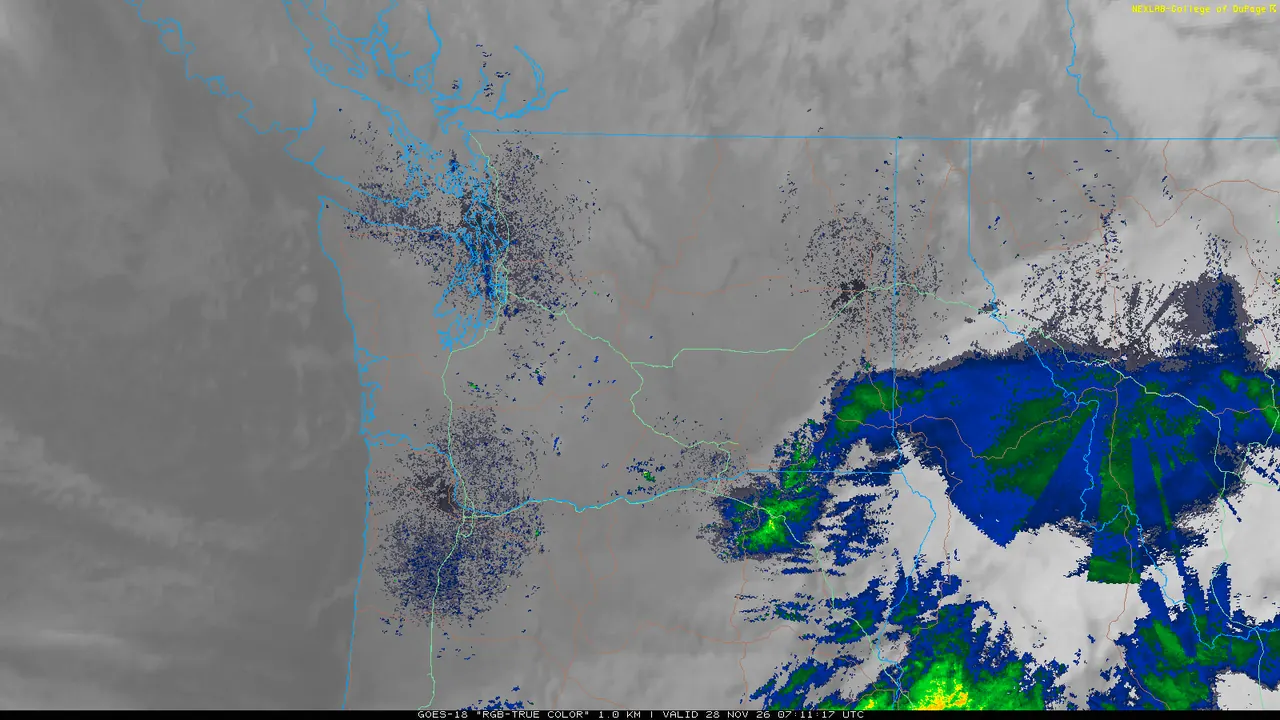 NEXLAB-College of DuPage
GOES-18 "RGB-TRUE COLOR" 1.0 KM | VALID 28 NOV 26 07:11:17 UTC